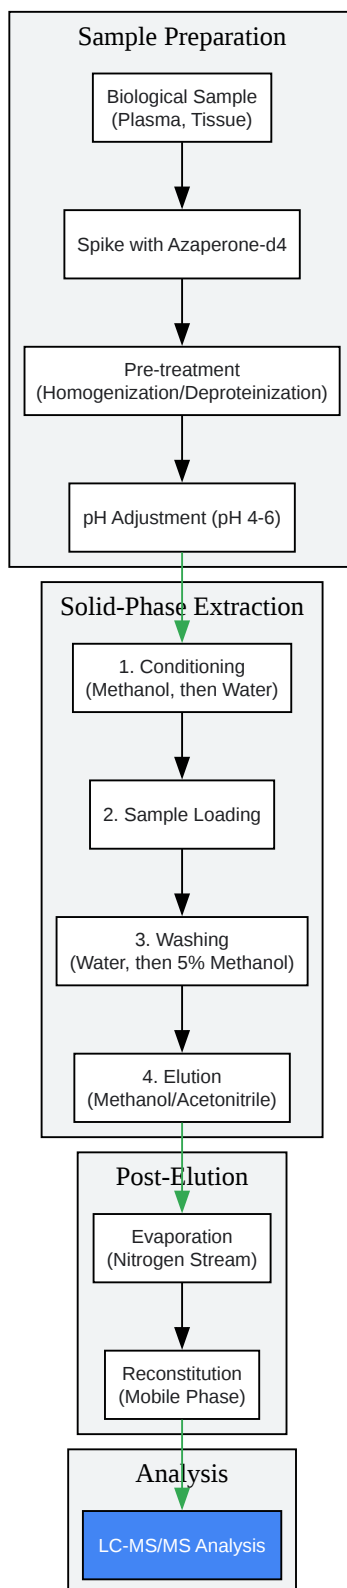 Sample Preparation
Biological Sample
(Plasma, Tissue)
Spike with Azaperone-d4
Pre-treatment
(Homogenization/Deproteinization)
pH Adjustment (pH 4-6)
Solid-Phase Extraction
1. Conditioning
(Methanol, then Water)
2. Sample Loading
3. Washing
(Water, then 5% Methanol)
4. Elution
(Methanol/Acetonitrile)
Post-Elution
Evaporation
(Nitrogen Stream)
Reconstitution
(Mobile Phase)
Analysis
LC-MS/MS Analysis